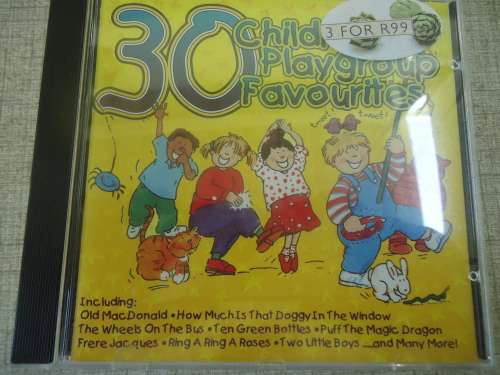 30 Child
Playgroup
Favourites
3 FOR R99
tweet!
tweet!
Including:
Old MacDonald • How Much Is That Doggy In The Window
The Wheels On The Bus • Ten Green Bottles • Puff The Magic Dragon
Frere Jacques • Ring A Ring A Roses • Two Little Boys ....and Many More!